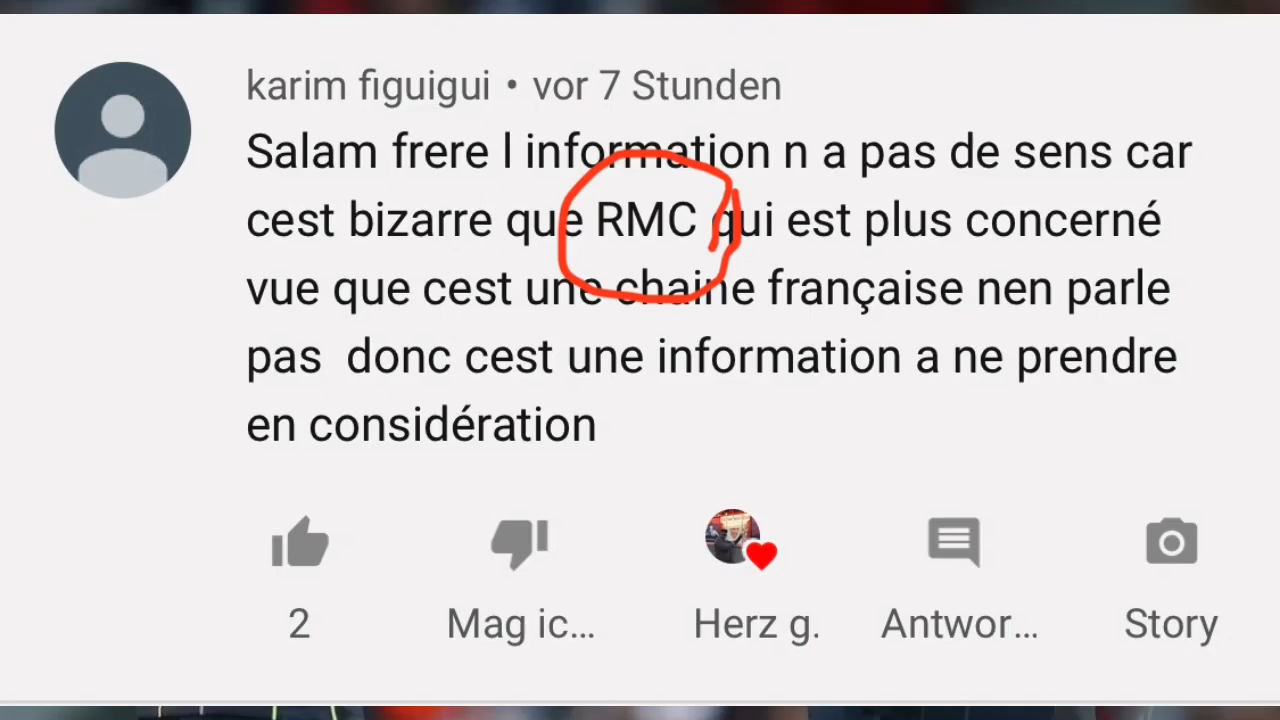 karim figuigui • vor 7 Stunden
Salam frere l information n a pas de sens car
cest bizarre que RMC qui est plus concerné
vue que cest une chaine française nen parle
pas  donc cest une information a ne prendre
en considération
2
Mag ic...
Herz g.
Antwor...
Story